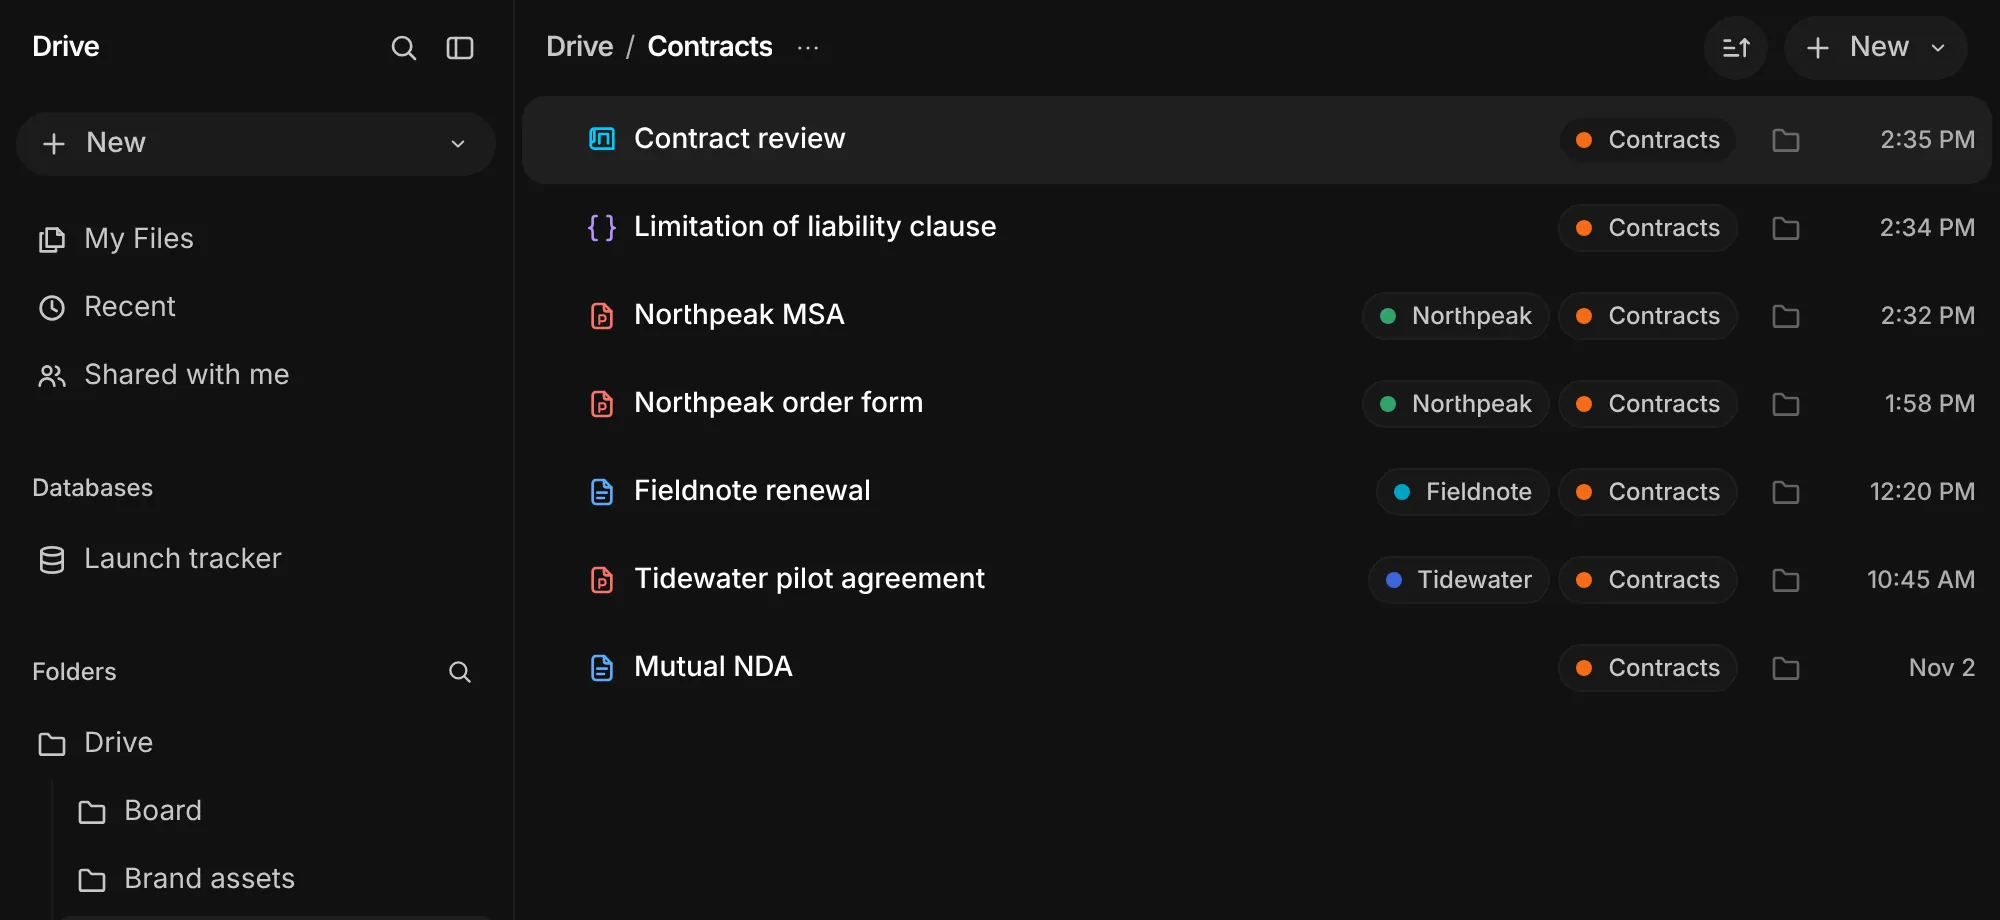 Drive
New
My Files
Recent
Shared with me
Databases
Launch tracker
Folders
Drive
Board
Brand assets
Drive / Contracts ...
New
Contract review Contracts 2:35 PM
Limitation of liability clause Contracts 2:34 PM
Northpeak MSA Northpeak Contracts 2:32 PM
Northpeak order form Northpeak Contracts 1:58 PM
Fieldnote renewal Fieldnote Contracts 12:20 PM
Tidewater pilot agreement Tidewater Contracts 10:45 AM
Mutual NDA Contracts Nov 2